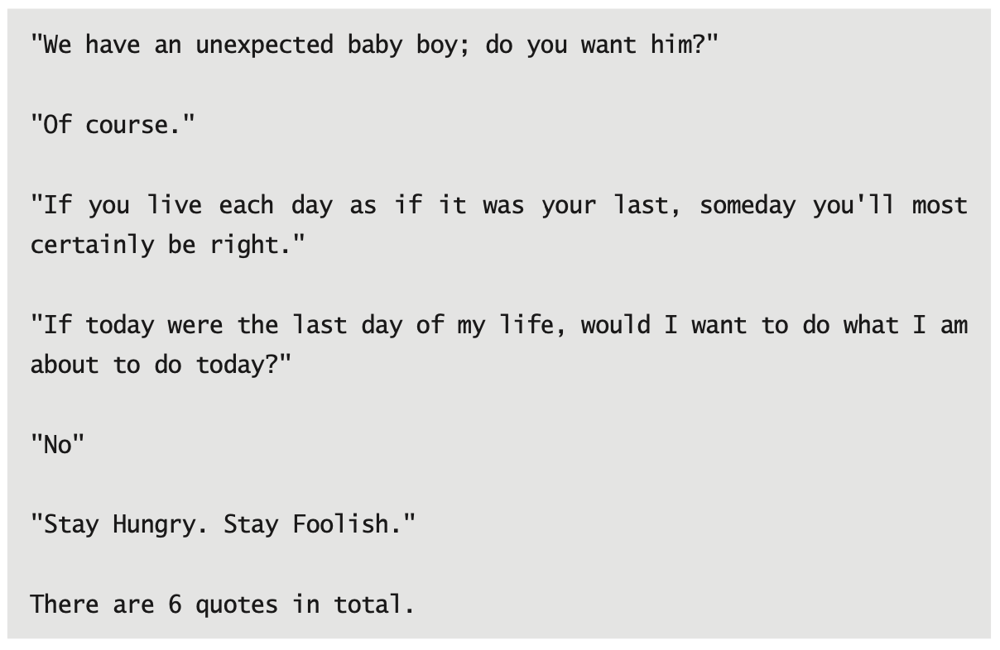 "We have an unexpected baby boy; do you want him?"
"Of course."
"If you live each day as if it was your last, someday you'll most
certainly be right."
"If today were the last day of my life, would I want to do what I am
about to do today?"
"No"
"Stay Hungry. Stay Foolish."
There are 6 quotes in total.